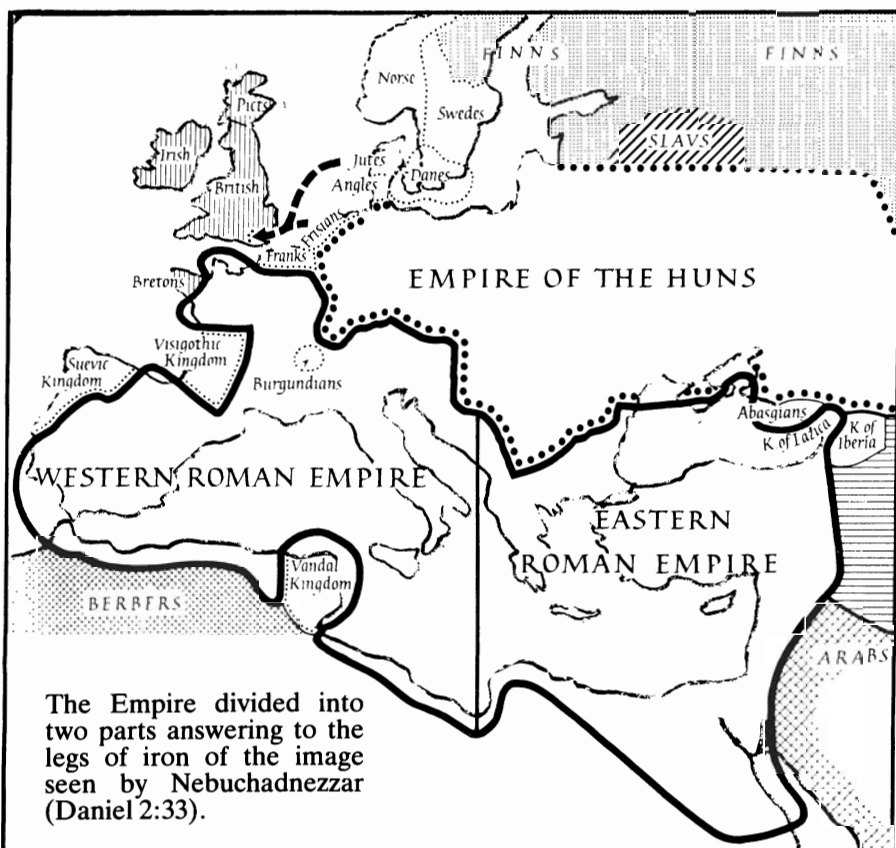 FINNS
FINNS
Norse
Picts
Swedes
SLAVS
Irish
Jutes
Danes
British
Angles
Frisians
Franks
EMPIRE OF THE HUNS
Bretons
Visigothic
Kingdom
Suevic
Kingdom
Burgundians
Abasgians
K of Latica
K of
Iberia
WESTERN ROMAN EMPIRE
EASTERN
ROMAN EMPIRE
Vandal
Kingdom
BERBERS
ARABS
The Empire divided into
two parts answering to the
legs of iron of the image
seen by Nebuchadnezzar
(Daniel 2:33).